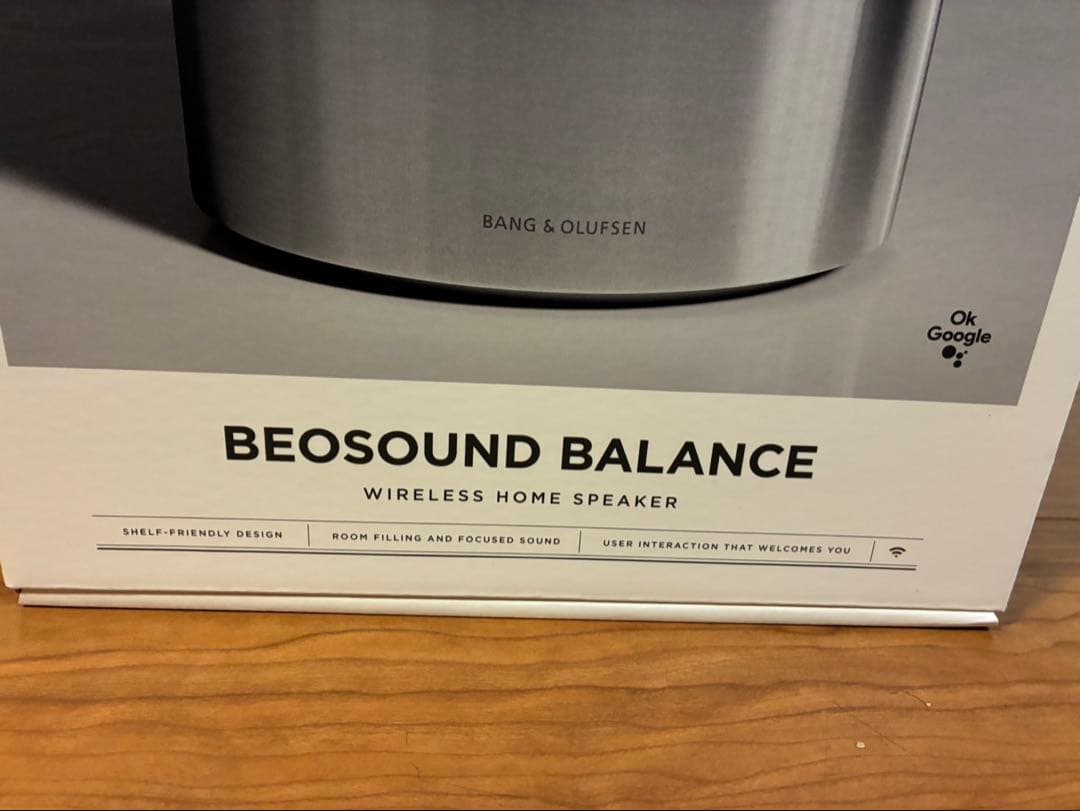 BANG & OLUFSEN
Ok
Google
BEOSOUND BALANCE
WIRELESS HOME SPEAKER
SHELF-FRIENDLY DESIGN
ROOM FILLING AND FOCUSED SOUND
USER INTERACTION THAT WELCOMES YOU